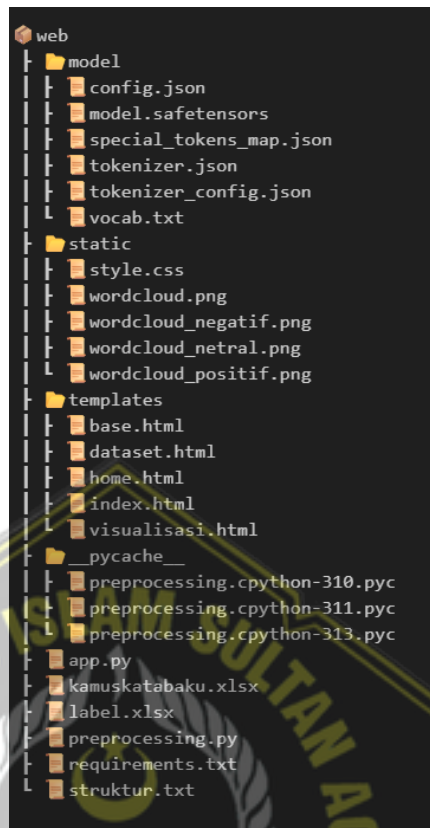 web
model
config.json
model.safetensors
special_tokens_map.json
tokenizer.json
tokenizer_config.json
vocab.txt
static
style.css
wordcloud.png
wordcloud_negatif.png
wordcloud_netral.png
wordcloud_positif.png
templates
base.html
dataset.html
home.html
index.html
visualisasi.html
__pycache__
preprocessing.cpython-310.pyc
preprocessing.cpython-311.pyc
preprocessing.cpython-313.pyc
app.py
kamuskatabaku.xlsx
label.xlsx
preprocessing.py
requirements.txt
struktur.txt
ISLAM SULTAN AG